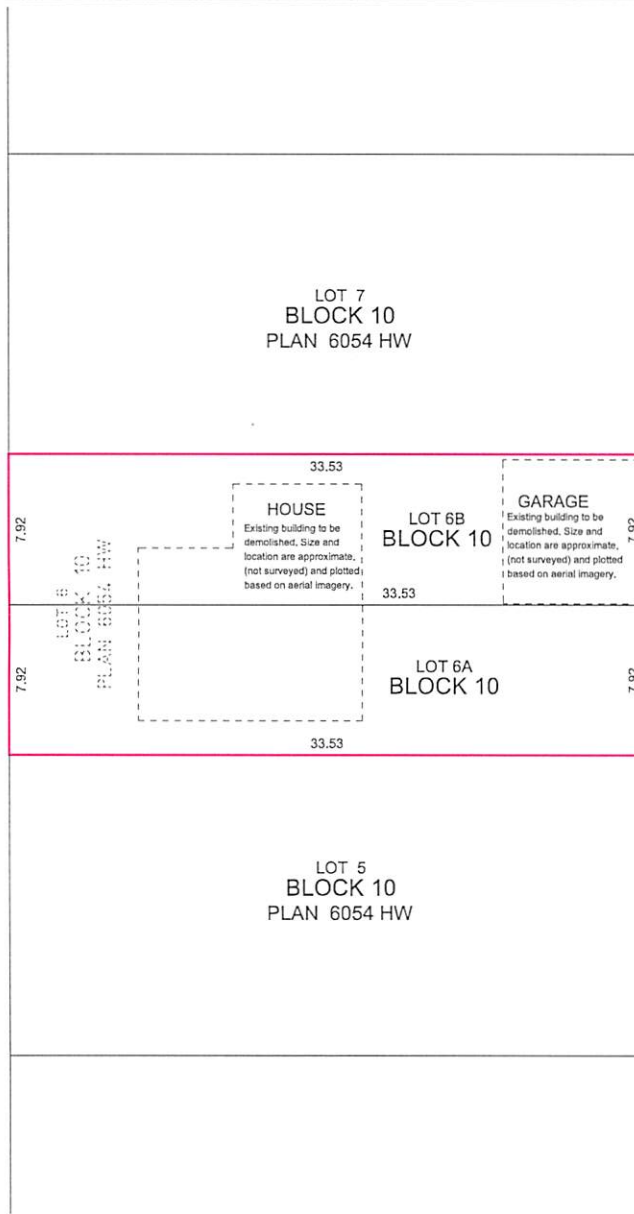 LOT 7
BLOCK 10
PLAN 6054 HW
33.53
HOUSE
Existing building to be
demolished. Size and
location are approximate,
(not surveyed) and plotted
based on aerial imagery.
LOT 6B
BLOCK 10
GARAGE
Existing building to be
demolished. Size and
location are approximate,
(not surveyed) and plotted
based on aerial imagery.
7.92
7.92
LOT 6
BLOCK 10
PLAN 6054 HW
33.53
LOT 6A
BLOCK 10
7.92
7.92
33.53
LOT 5
BLOCK 10
PLAN 6054 HW